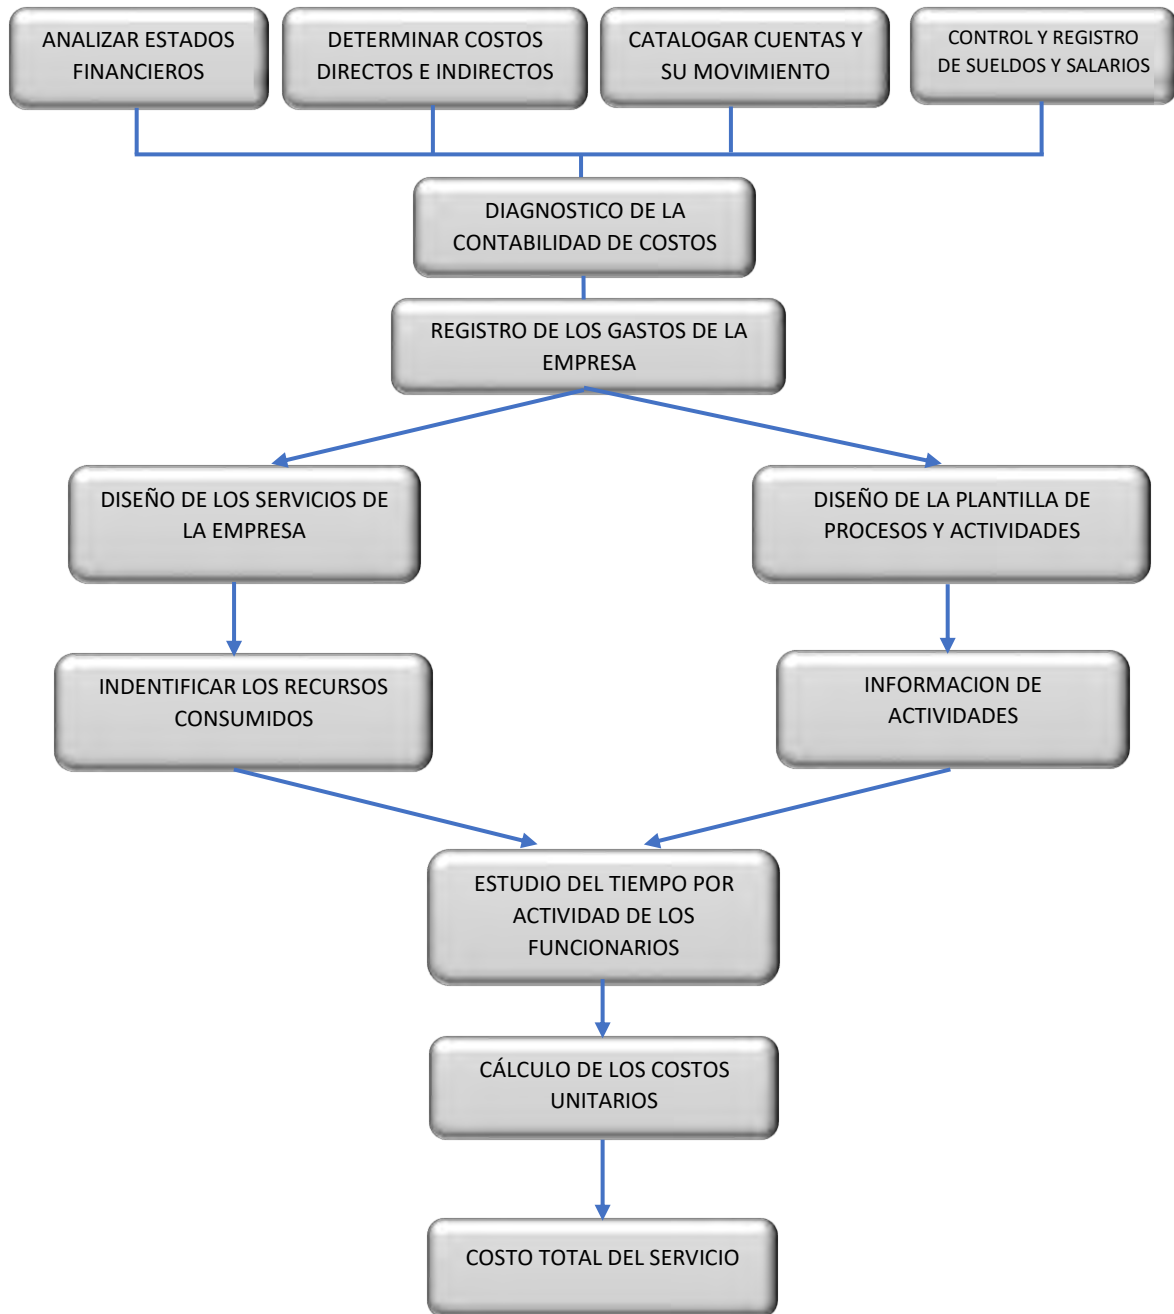 ANALIZAR ESTADOS
FINANCIEROS
DETERMINAR COSTOS
DIRECTOS E INDIRECTOS
CATALOGAR CUENTAS Y
SU MOVIMIENTO
CONTROL Y REGISTRO
DE SUELDOS Y SALARIOS
DIAGNOSTICO DE LA
CONTABILIDAD DE COSTOS
REGISTRO DE LOS GASTOS DE LA
EMPRESA
DISEÑO DE LOS SERVICIOS DE
LA EMPRESA
DISEÑO DE LA PLANTILLA DE
PROCESOS Y ACTIVIDADES
INDENTIFICAR LOS RECURSOS
CONSUMIDOS
INFORMACION DE
ACTIVIDADES
ESTUDIO DEL TIEMPO POR
ACTIVIDAD DE LOS
FUNCIONARIOS
CÁLCULO DE LOS COSTOS
UNITARIOS
COSTO TOTAL DEL SERVICIO